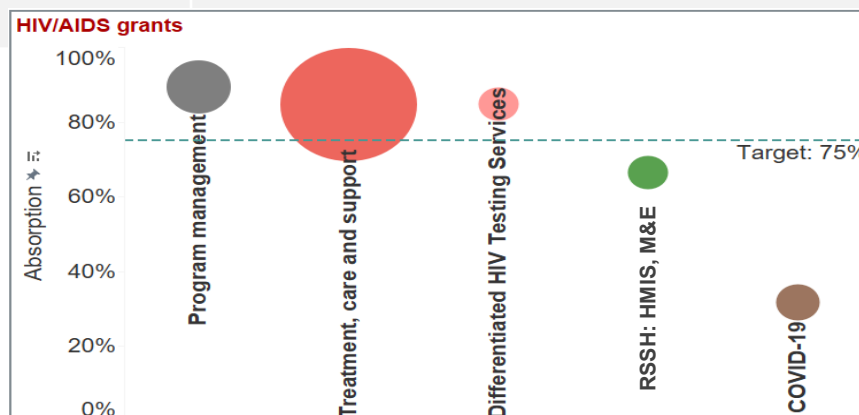 HIV/AIDS grants
100%
80%
60%
40%
20%
0%
Absorption
Target: 75%
Program management
Treatment, care and support
Differentiated HIV Testing Services
RSSH: HMIS, M&E
COVID-19